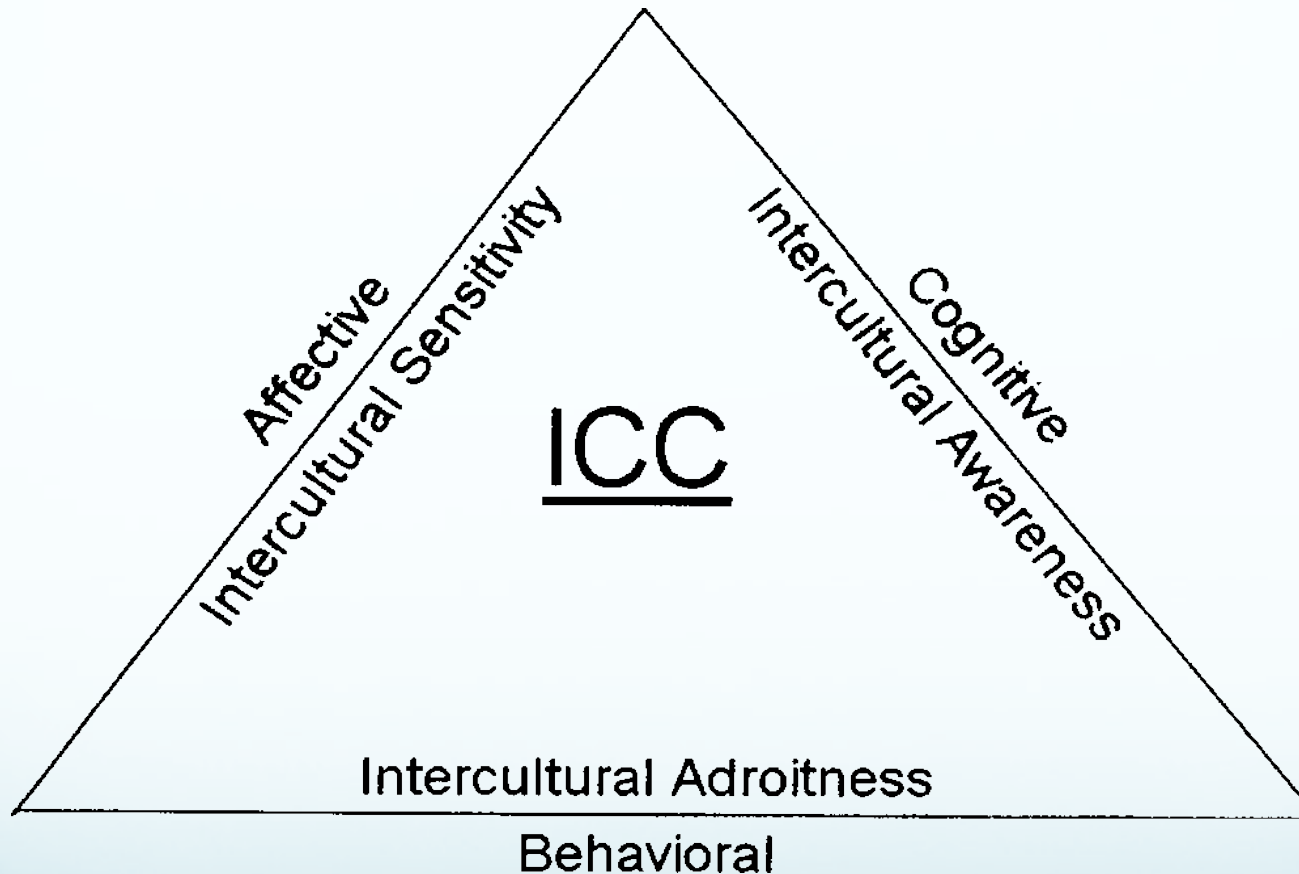 Affective
Intercultural Sensitivity
Cognitive
Intercultural Awareness
ICC
Intercultural Adroitness
Behavioral